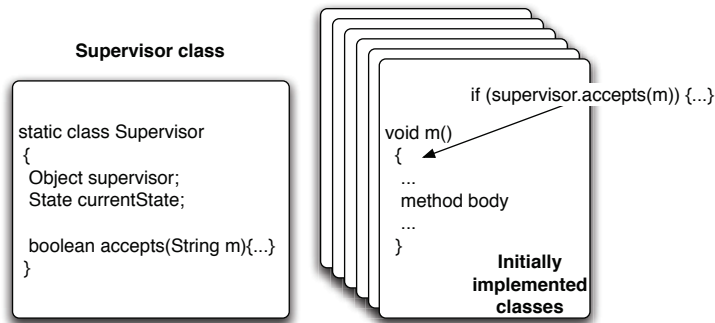 Supervisor class
static class Supervisor
{
Object supervisor;
State currentState;
boolean accepts(String m){...}
}
if (supervisor.accepts(m)) {...}
void m()
{
...
method body
...
}
Initially
implemented
classes